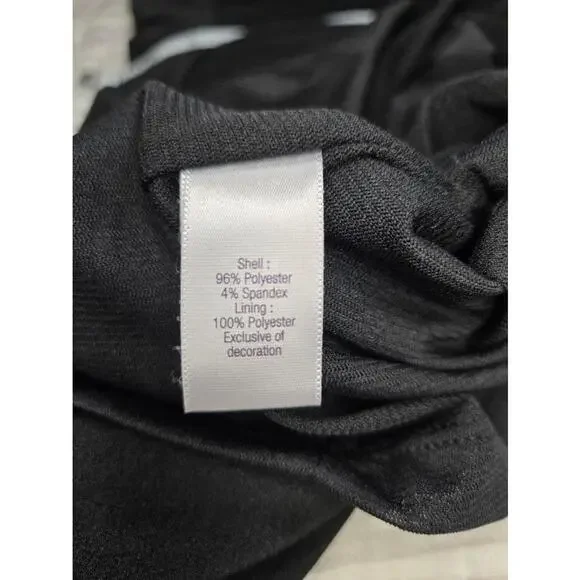 Shell :
96% Polyester
4% Spandex
Lining :
100% Polyester
Exclusive of
decoration